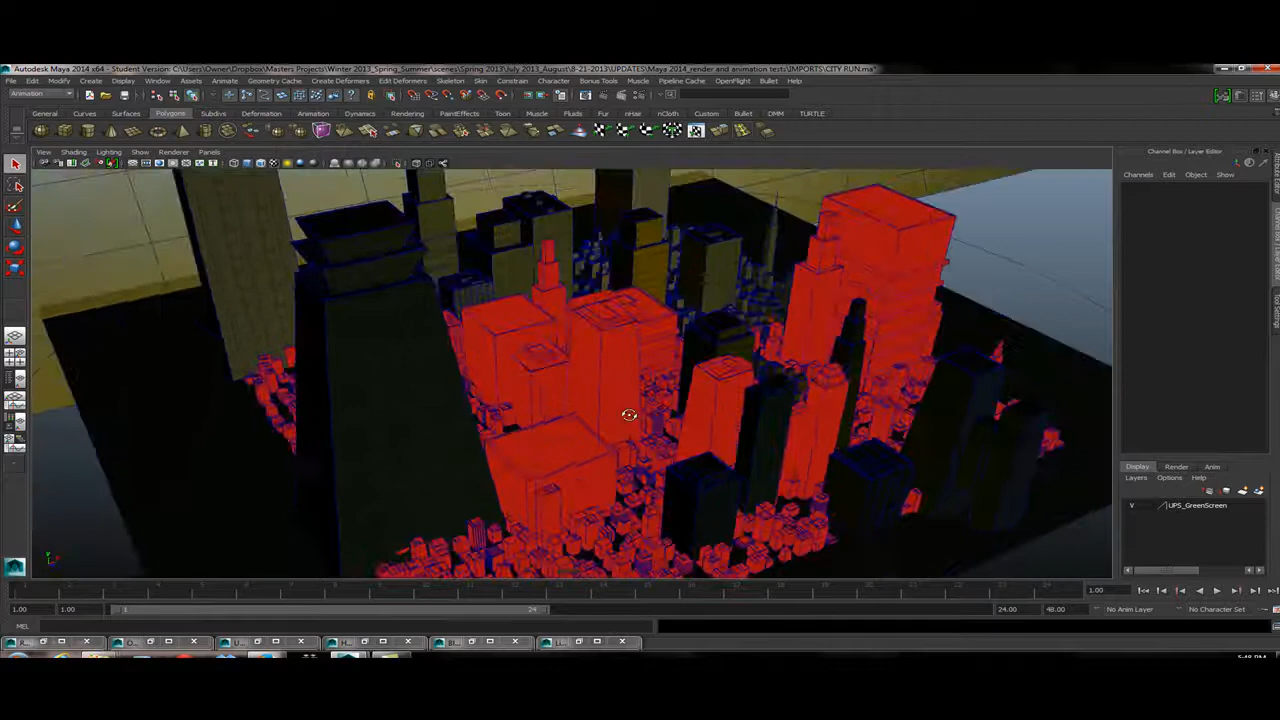 Autodesk Maya 2014 x64 - Student Version: C:\Users\Owner\Dropbox\Masters Projects\Winter 2013_Spring_Summer\scenes\Spring 2013\July 2013_August\8-21-2013\UPDATES\Maya 2014_render and animation tests\IMPORTS\CITY RUN.ma*
File Edit Modify Create Display Window Assets Animate Geometry Cache Create Deformers Edit Deformers Skeleton Skin Constrain Character Bonus Tools Muscle Pipeline Cache OpenFlight Bullet Help
Animation
General Curves Surfaces Polygons Subdivs Deformation Animation Dynamics Rendering PaintEffects Toon Muscle Fluids Fur nHair nCloth Custom Bullet DMM TURTLE
View Shading Lighting Show Renderer Panels
Channel Box / Layer Editor
Channels Edit Object Show
Display Render Anim
Layers Options Help
V UPS_GreenScreen
1.00
1.00 1.00 1 24 24.00 48.00 No Anim Layer No Character Set
MEL
5:48 PM